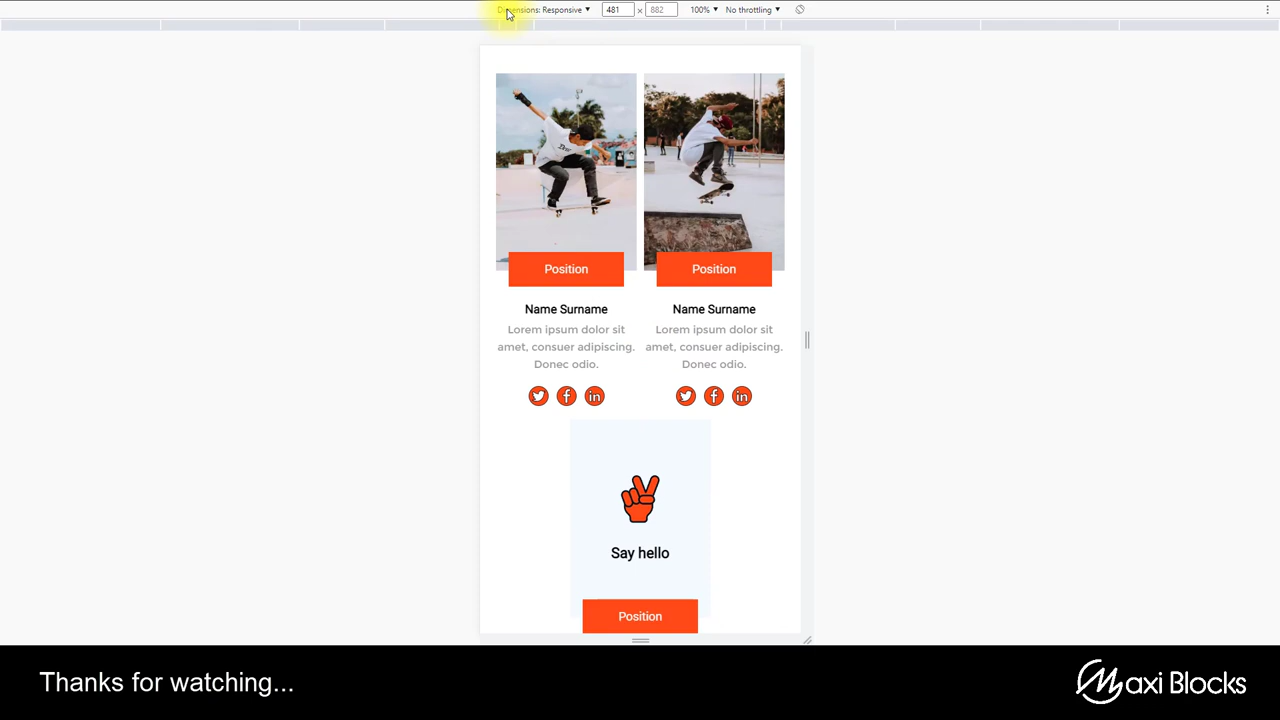 Dimensions: Responsive 481 × 882 100% No throttling
Position Position
Name Surname Name Surname
Lorem ipsum dolor sit Lorem ipsum dolor sit
amet, consuer adipiscing. amet, consuer adipiscing.
Donec odio. Donec odio.
Say hello
Position
Thanks for watching...
Maxi Blocks